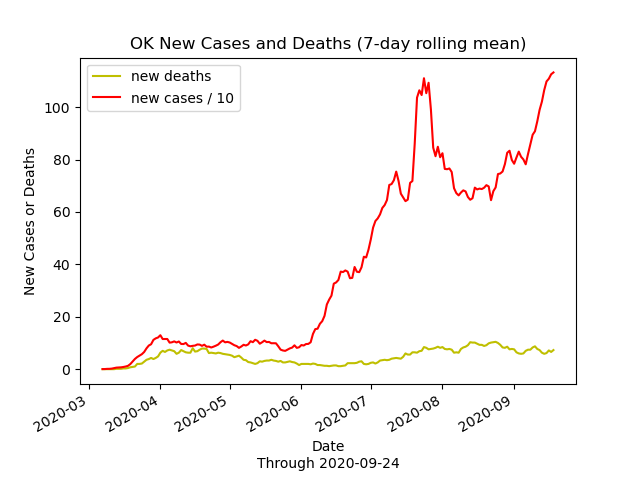 OK New Cases and Deaths (7-day rolling mean)
new deaths
new cases / 10
New Cases or Deaths
100
80
60
40
20
0
2020-03
2020-04
2020-05
2020-06
2020-07
2020-08
2020-09
Date
Through 2020-09-24